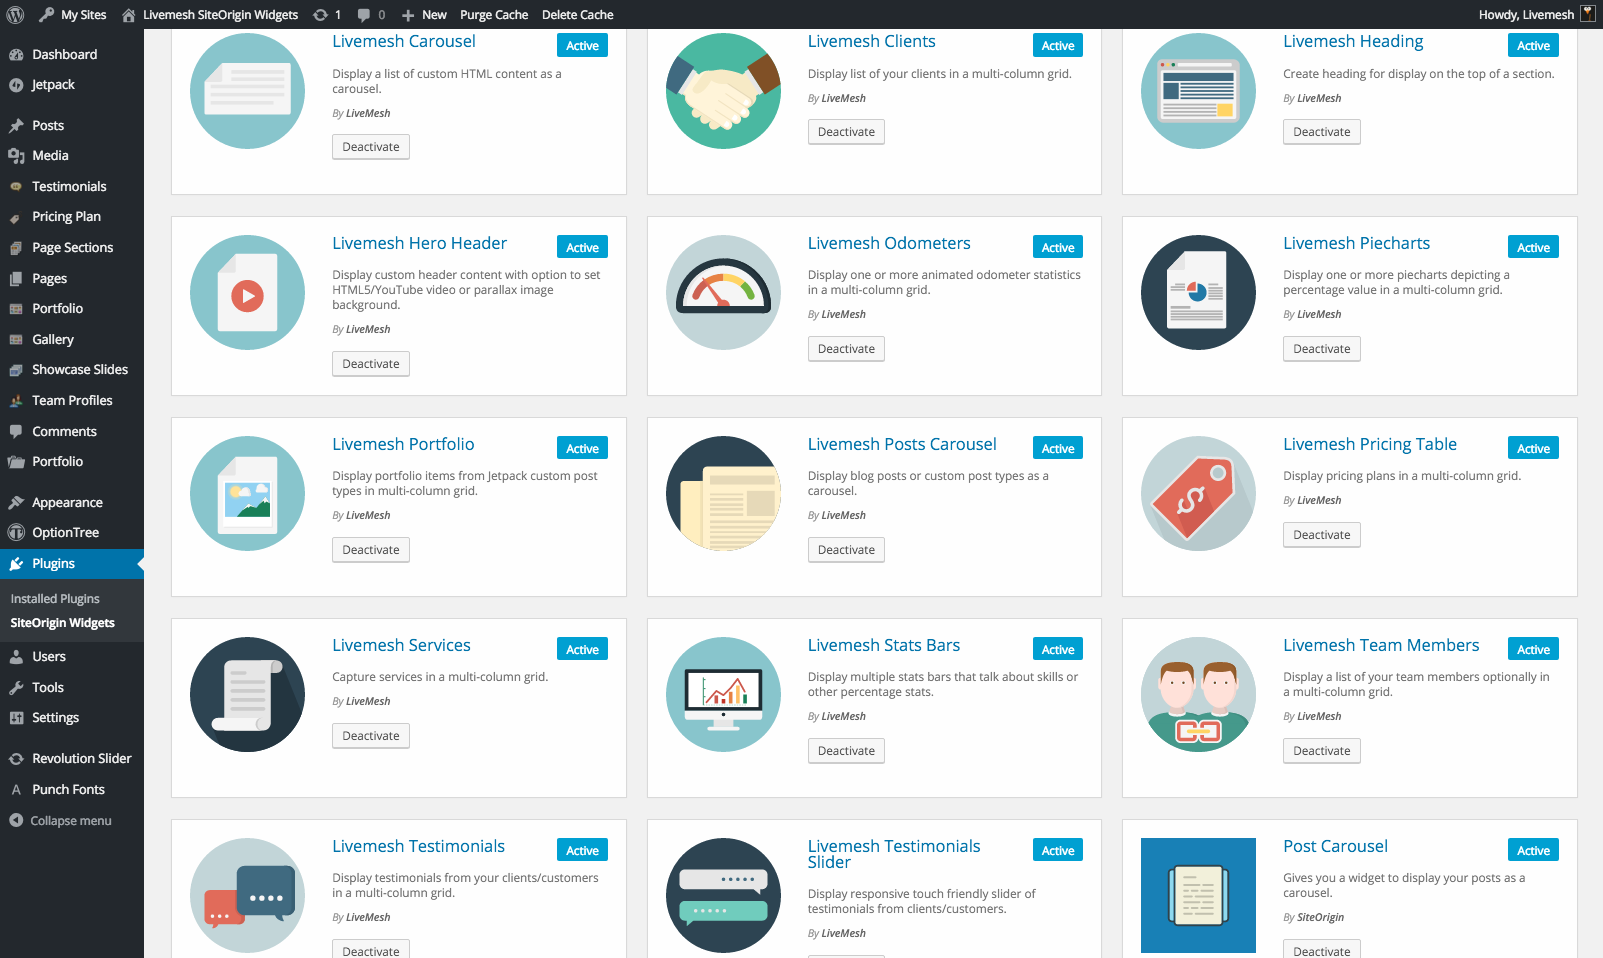 My Sites
Livemesh SiteOrigin Widgets
1
0
New
Purge Cache
Delete Cache
Howdy, Livemesh
Dashboard
Jetpack
Posts
Media
Testimonials
Pricing Plan
Page Sections
Pages
Portfolio
Gallery
Showcase Slides
Team Profiles
Comments
Portfolio
Appearance
OptionTree
Plugins
Installed Plugins
SiteOrigin Widgets
Users
Tools
Settings
Revolution Slider
Punch Fonts
Collapse menu
Livemesh Carousel
Active
Display a list of custom HTML content as a
carousel.
By LiveMesh
Deactivate
Livemesh Clients
Active
Display list of your clients in a multi-column grid.
By LiveMesh
Deactivate
Livemesh Heading
Active
Create heading for display on the top of a section.
By LiveMesh
Deactivate
Livemesh Hero Header
Active
Display custom header content with option to set
HTML5/YouTube video or parallax image
background.
By LiveMesh
Deactivate
Livemesh Odometers
Active
Display one or more animated odometer statistics
in a multi-column grid.
By LiveMesh
Deactivate
Livemesh Piecharts
Active
Display one or more piecharts depicting a
percentage value in a multi-column grid.
By LiveMesh
Deactivate
Livemesh Portfolio
Active
Display portfolio items from Jetpack custom post
types in multi-column grid.
By LiveMesh
Deactivate
Livemesh Posts Carousel
Active
Display blog posts or custom post types as a
carousel.
By LiveMesh
Deactivate
Livemesh Pricing Table
Active
Display pricing plans in a multi-column grid.
By LiveMesh
Deactivate
Livemesh Services
Active
Capture services in a multi-column grid.
By LiveMesh
Deactivate
Livemesh Stats Bars
Active
Display multiple stats bars that talk about skills or
other percentage stats.
By LiveMesh
Deactivate
Livemesh Team Members
Active
Display a list of your team members optionally in
a multi-column grid.
By LiveMesh
Deactivate
Livemesh Testimonials
Active
Display testimonials from your clients/customers
in a multi-column grid.
By LiveMesh
Deactivate
Livemesh Testimonials
Slider
Active
Display responsive touch friendly slider of
testimonials from clients/customers.
By LiveMesh
Post Carousel
Active
Gives you a widget to display your posts as a
carousel.
By SiteOrigin
Deactivate